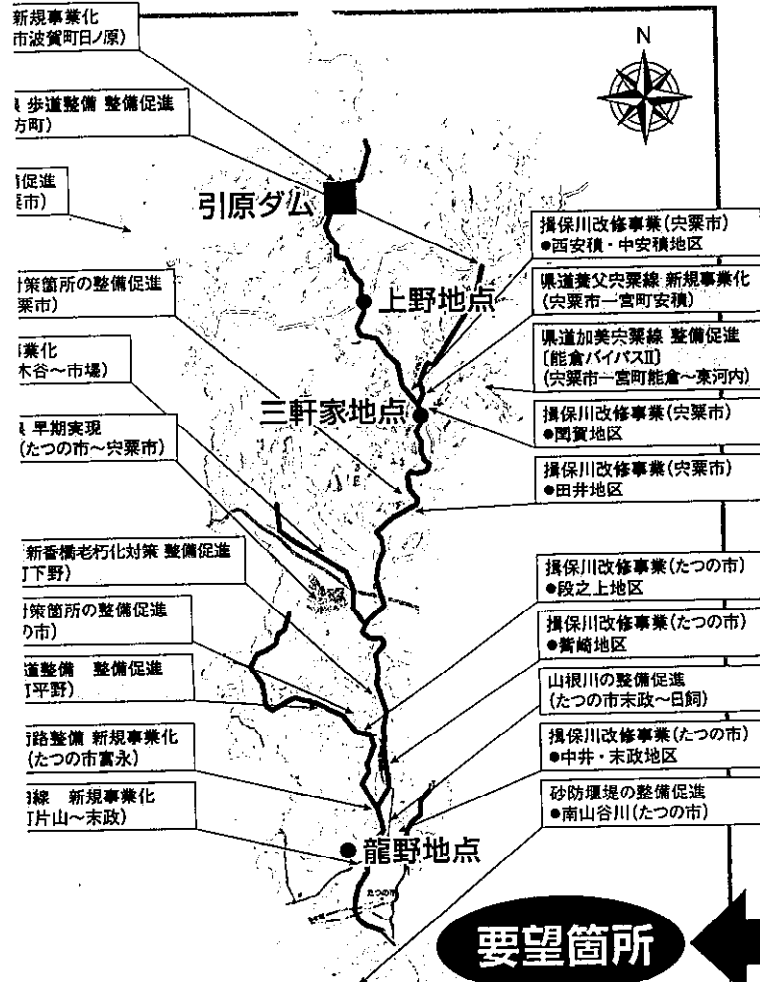 新規事業化
市波賀町日ノ原)
歩道整備 整備促進
方町)
備促進
粟市)
対策箇所の整備促進
粟市)
事業化
木谷~市場)
早期実現
(たつの市~宍粟市)
新香橋老朽化対策 整備促進
町下野)
対策箇所の整備促進
の市)
道整備 整備促進
町平野)
街路整備 新規事業化
(たつの市富永)
線 新規事業化
町片山~末政)
N
引原ダム
上野地点
三軒家地点
龍野地点
たつの市
揖保川改修事業(宍粟市)
●西安積・中安積地区
県道養父宍粟線 新規事業化
(宍粟市一宮町安積)
県道加美宍粟線 整備促進
[能倉バイパスⅡ]
(宍粟市一宮町能倉~東河内)
揖保川改修事業(宍粟市)
●閏賀地区
揖保川改修事業(宍粟市)
●田井地区
揖保川改修事業(たつの市)
●段之上地区
揖保川改修事業(たつの市)
●觜崎地区
山根川の整備促進
(たつの市末政~日飼)
揖保川改修事業(たつの市)
●中井・末政地区
砂防堰堤の整備促進
●南山谷川(たつの市)
要望箇所